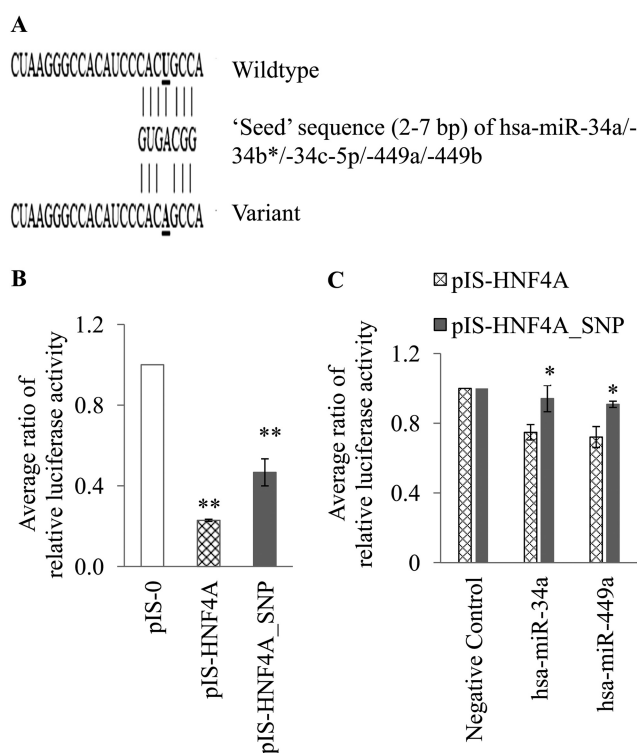 A
CUAAGGGCCACAUCCCACUGCCA
Wildtype
GUGACGG
'Seed' sequence (2-7 bp) of hsa-miR-34a/-
34b*/-34c-5p/-449a/-449b
CUAAGGGCCACAUCCCACAGCCA
Variant
B
Average ratio of
relative luciferase activity
1.2
0.8
0.4
0.0
**
**
pIS-0
pIS-HNF4A
pIS-HNF4A_SNP
C
pIS-HNF4A
pIS-HNF4A_SNP
Average ratio of
relative luciferase activity
1.2
0.8
0.4
0
*
*
Negative Control
hsa-miR-34a
hsa-miR-449a